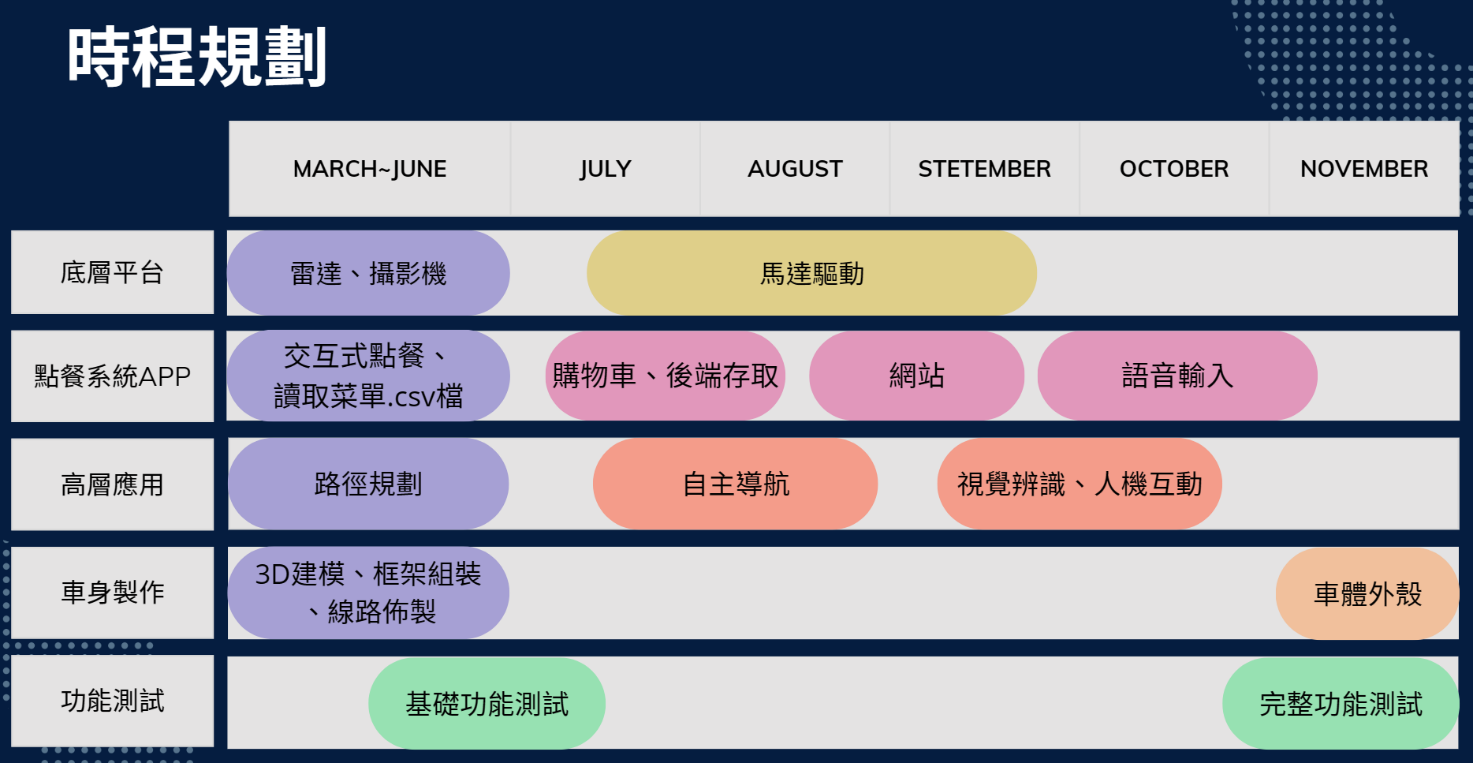 時程規劃
MARCH~JUNE
JULY
AUGUST
STETEMBER
OCTOBER
NOVEMBER
底層平台
雷達、攝影機
馬達驅動
點餐系統APP
交互式點餐、
讀取菜單.csv檔
購物車、後端存取
網站
語音輸入
高層應用
路徑規劃
自主導航
視覺辨識、人機互動
車身製作
3D建模、框架組裝
、線路佈製
車體外殼
功能測試
基礎功能測試
完整功能測試